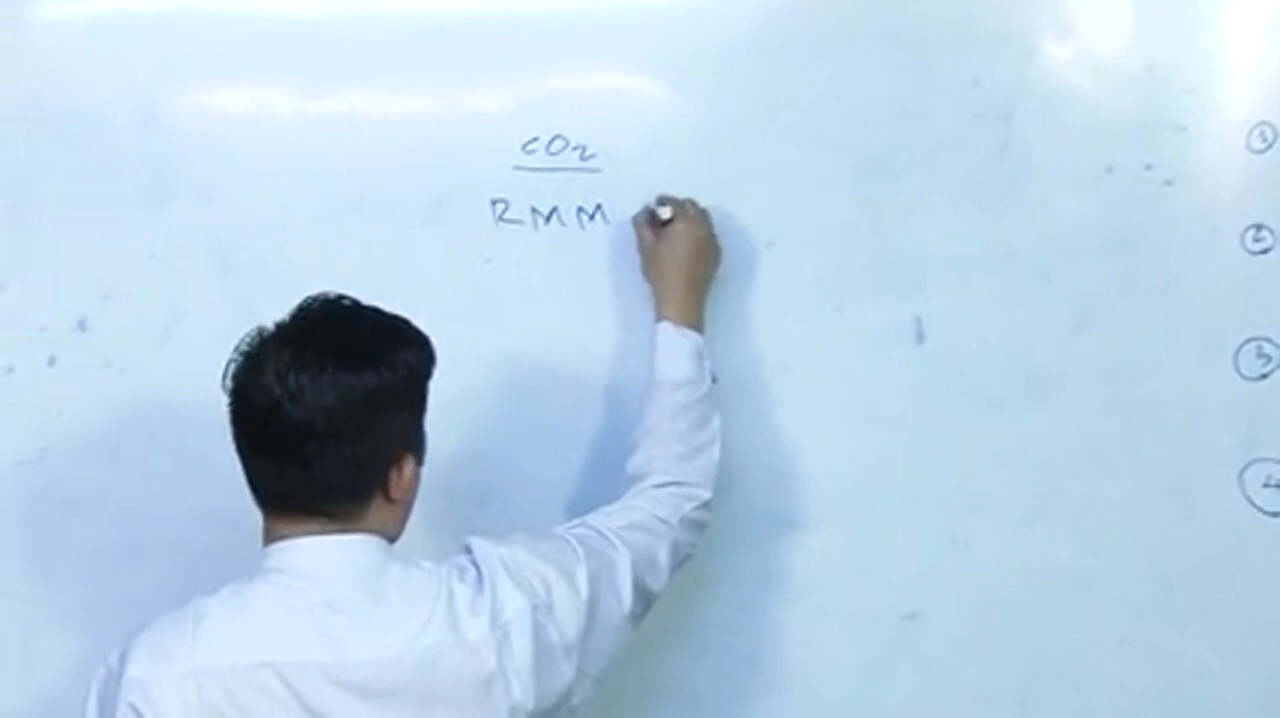 CO₂
RMM
①
②
③
④